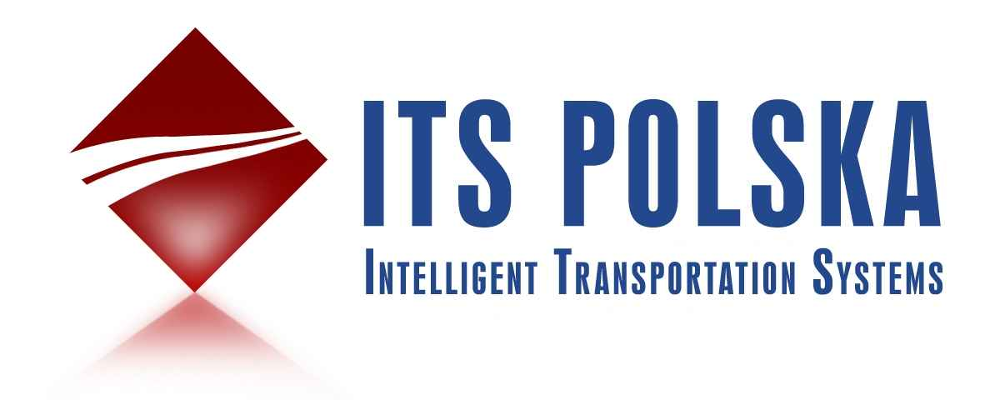 ITS POLSKA
INTELLIGENT TRANSPORTATION SYSTEMS